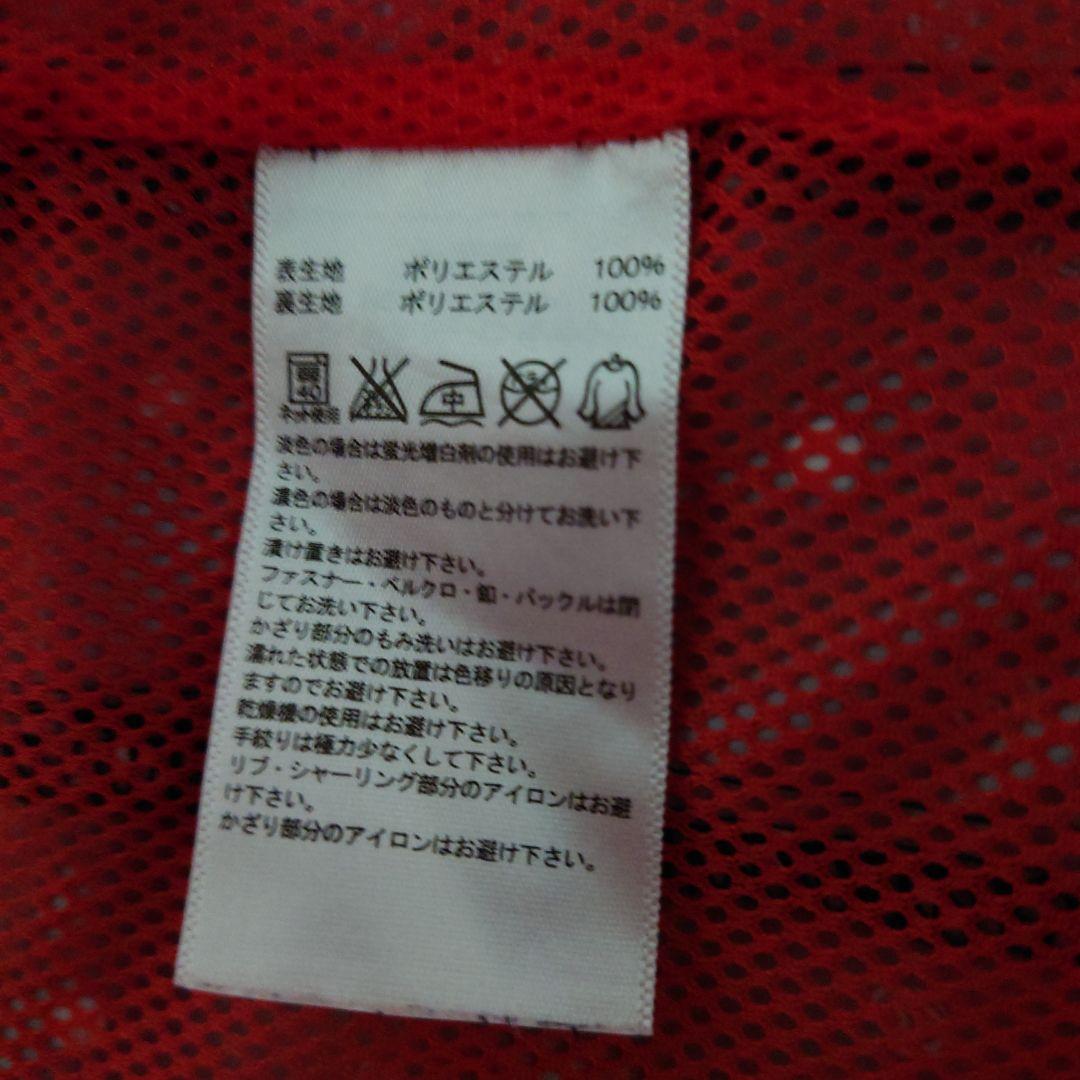 表生地 ポリエステル 100%
裏生地 ポリエステル 100%
弱 40 中
ネット使用
淡色の場合は蛍光増白剤の使用はお避け下
さい。
濃色の場合は淡色のものと分けてお洗い下
さい。
漬け置きはお避け下さい。
ファスナー・ベルクロ・釦・バックルは閉
じてお洗い下さい。
かざり部分のもみ洗いはお避け下さい。
濡れた状態での放置は色移りの原因となり
ますのでお避け下さい。
乾燥機の使用はお避け下さい。
手絞りは極力少なくして下さい。
リブ・シャーリング部分のアイロンはお避
け下さい。
かざり部分のアイロンはお避け下さい。